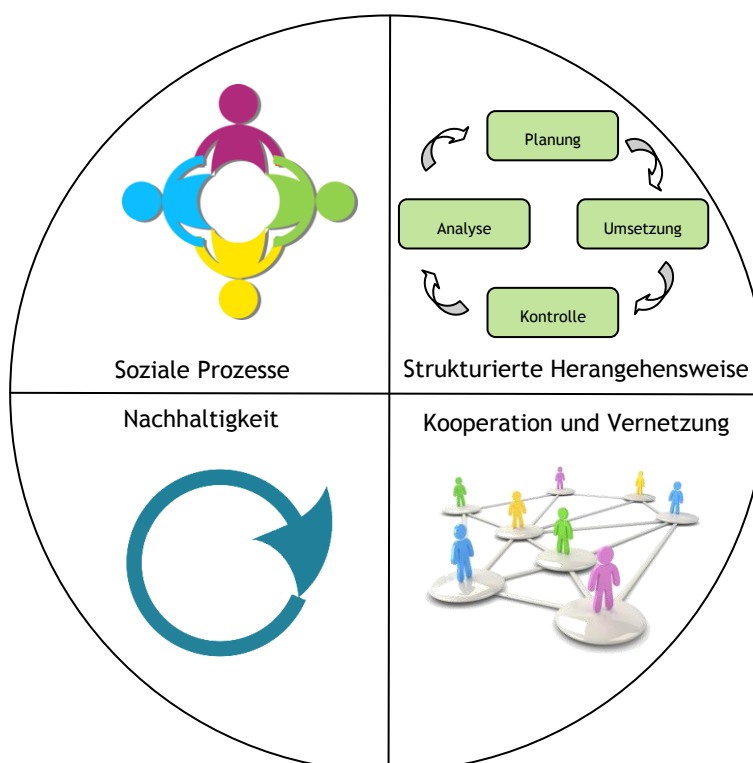 Planung
Analyse
Umsetzung
Kontrolle
Soziale Prozesse
Strukturierte Herangehensweise
Nachhaltigkeit
Kooperation und Vernetzung